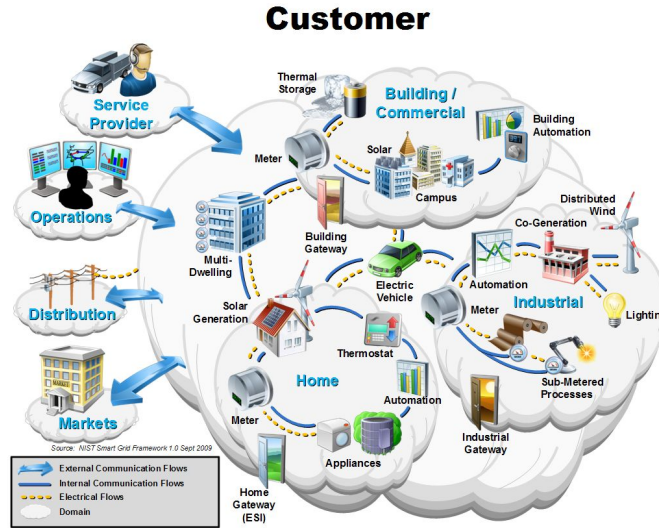 Customer
Service
Provider
Operations
Distribution
MARKET
Markets
Thermal
Storage
Building /
Commercial
Building
Automation
Meter
Solar
Campus
Multi-
Dwelling
Building
Gateway
Electric
Vehicle
Distributed
Wind
Co-Generation
Automation
Industrial
Meter
Lightin
Sub-Metered
Processes
Industrial
Gateway
Solar
Generation
Thermostat
Home
Meter
Automation
Appliances
Home
Gateway
(ESI)
Source: NIST Smart Grid Framework 1.0 Sept 2009
External Communication Flows
Internal Communication Flows
Electrical Flows
Domain